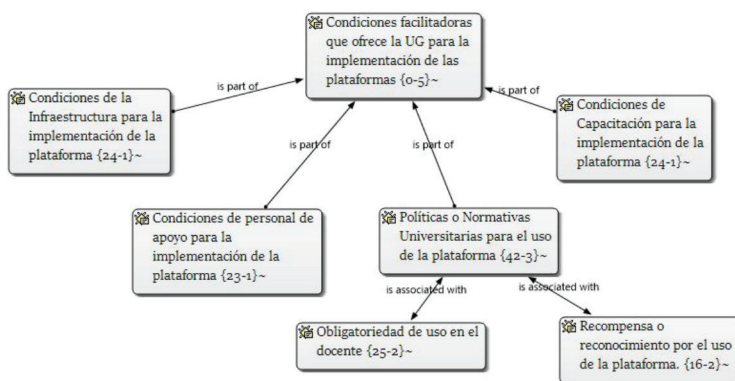 Condiciones facilitadoras
que ofrece la UG para la
implementación de las
plataformas {0-5}~
is part of
is part of
Condiciones de la
Infraestructura para la
implementación de la
plataforma {24-1}~
Condiciones de
Capacitación para la
implementación de la
plataforma {24-1}~
is part of
is part of
Condiciones de personal de
apoyo para la
implementación de la
plataforma {23-1}~
Políticas o Normativas
Universitarias para el uso
de la plataforma {42-3}~
is associated with
is associated with
Obligatoriedad de uso en el
docente {25-2}~
Recompensa o
reconocimiento por el uso
de la plataforma. {16-2}~